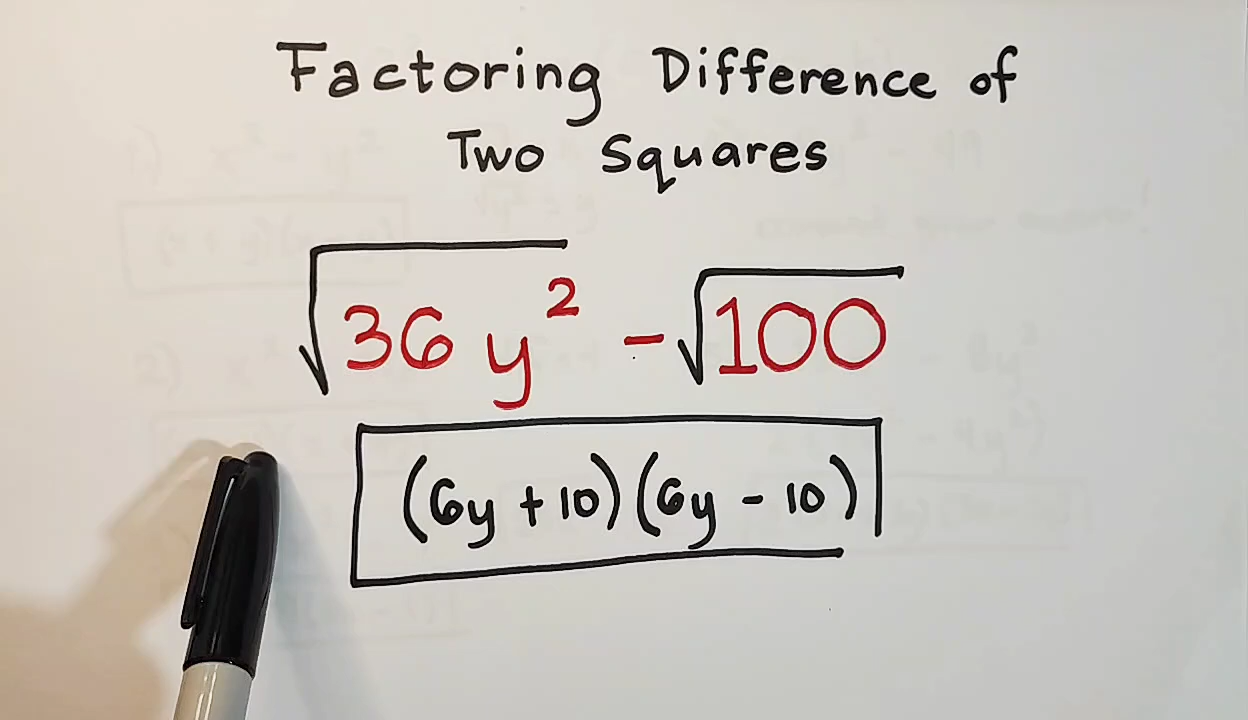 Factoring Difference of
Two Squares
√36y² - √100
(6y + 10)(6y - 10)